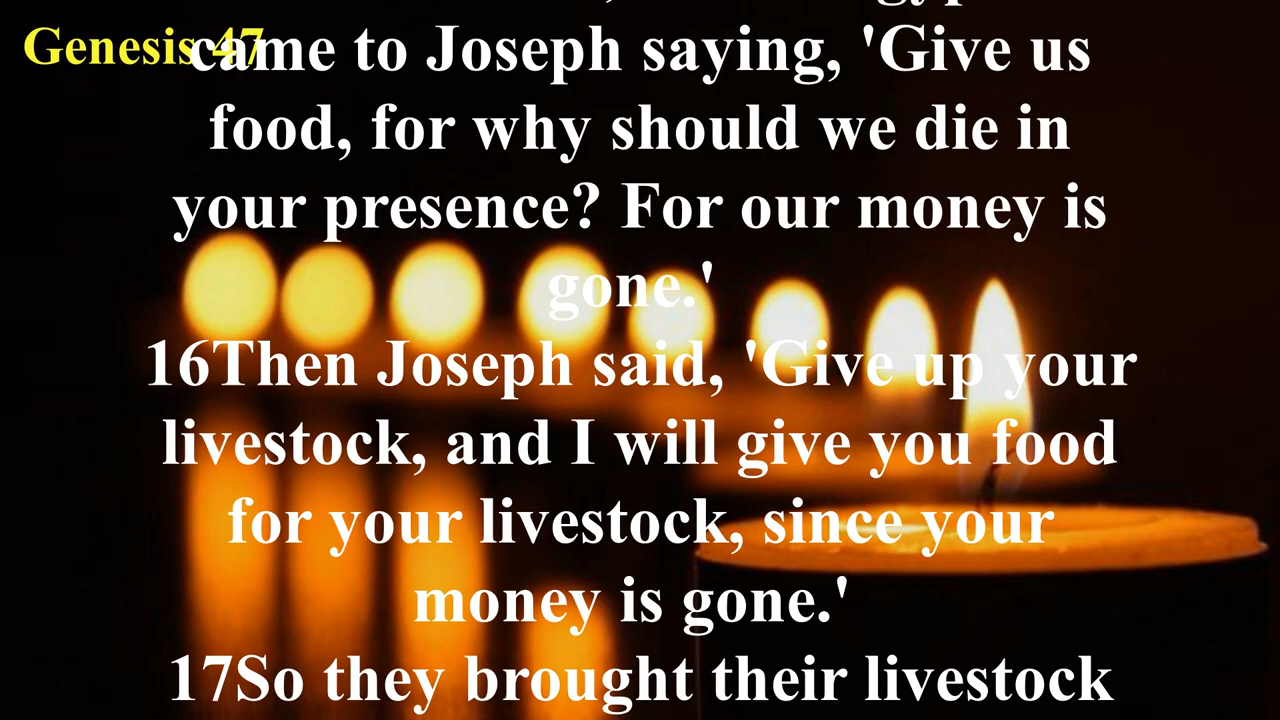 Genesis 47
came to Joseph saying, 'Give us
food, for why should we die in
your presence? For our money is
gone.'
16Then Joseph said, 'Give up your
livestock, and I will give you food
for your livestock, since your
money is gone.'
17So they brought their livestock